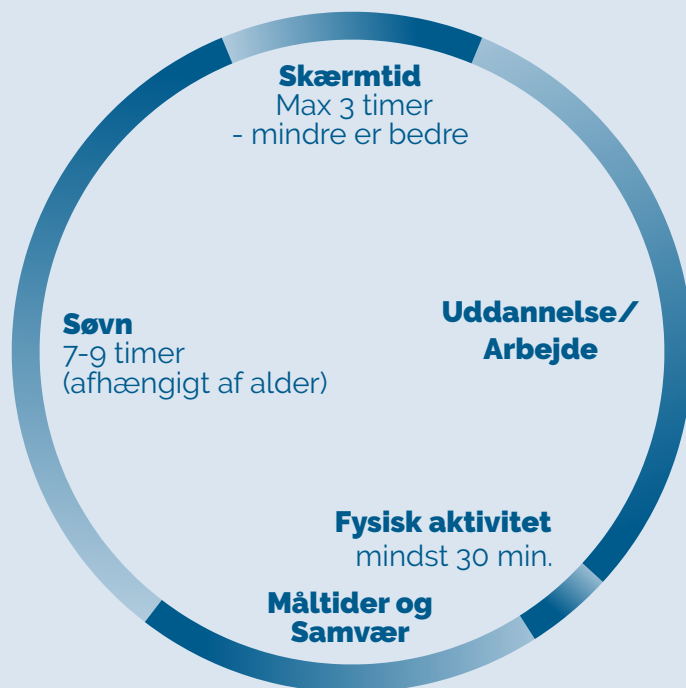 Skærmtid
Max 3 timer
- mindre er bedre
Uddannelse/
Arbejde
Søvn
7-9 timer
(afhængigt af alder)
Fysisk aktivitet
mindst 30 min.
Måltider og
Samvær